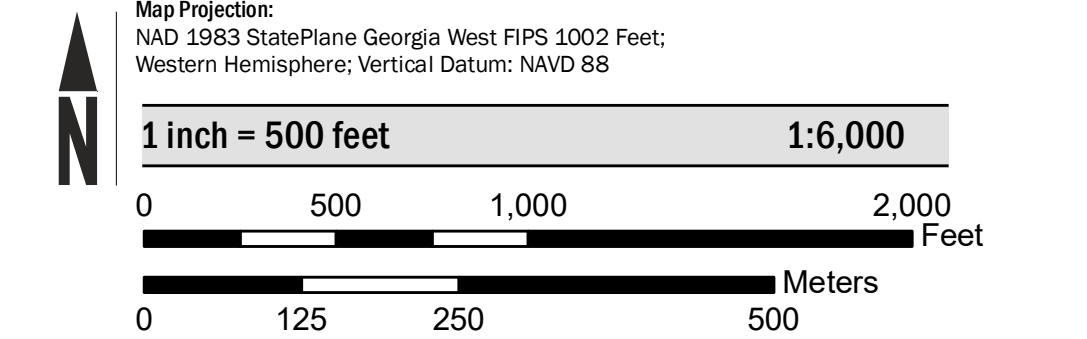 Map Projection:
NAD 1983 StatePlane Georgia West FIPS 1002 Feet;
Western Hemisphere; Vertical Datum: NAVD 88
N
1 inch = 500 feet 1:6,000
0 500 1,000 2,000
Feet
Meters
0 125 250 500